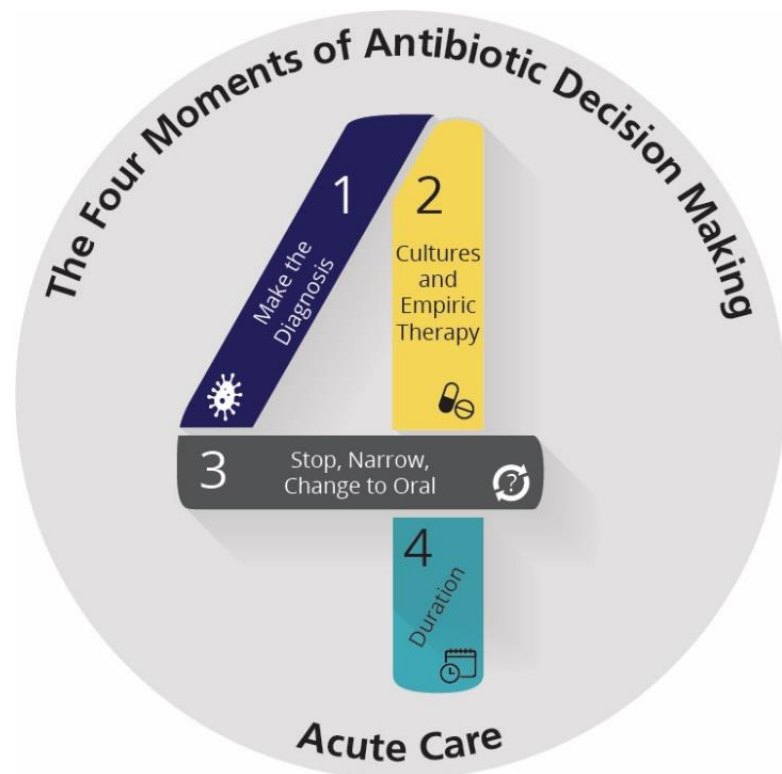 The Four Moments of Antibiotic Decision Making
1
Make the
Diagnosis
2
Cultures
and
Empiric
Therapy
3
Stop, Narrow,
Change to Oral
?
4
Duration
Acute Care